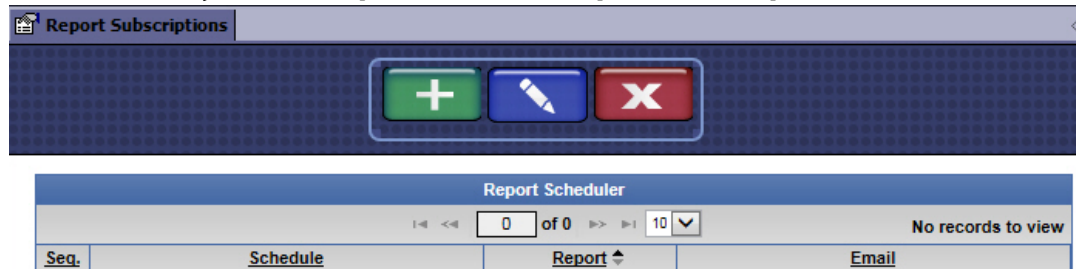 Report Subscriptions
Report Scheduler
0 of 0 10
No records to view
Seq. Schedule Report Email